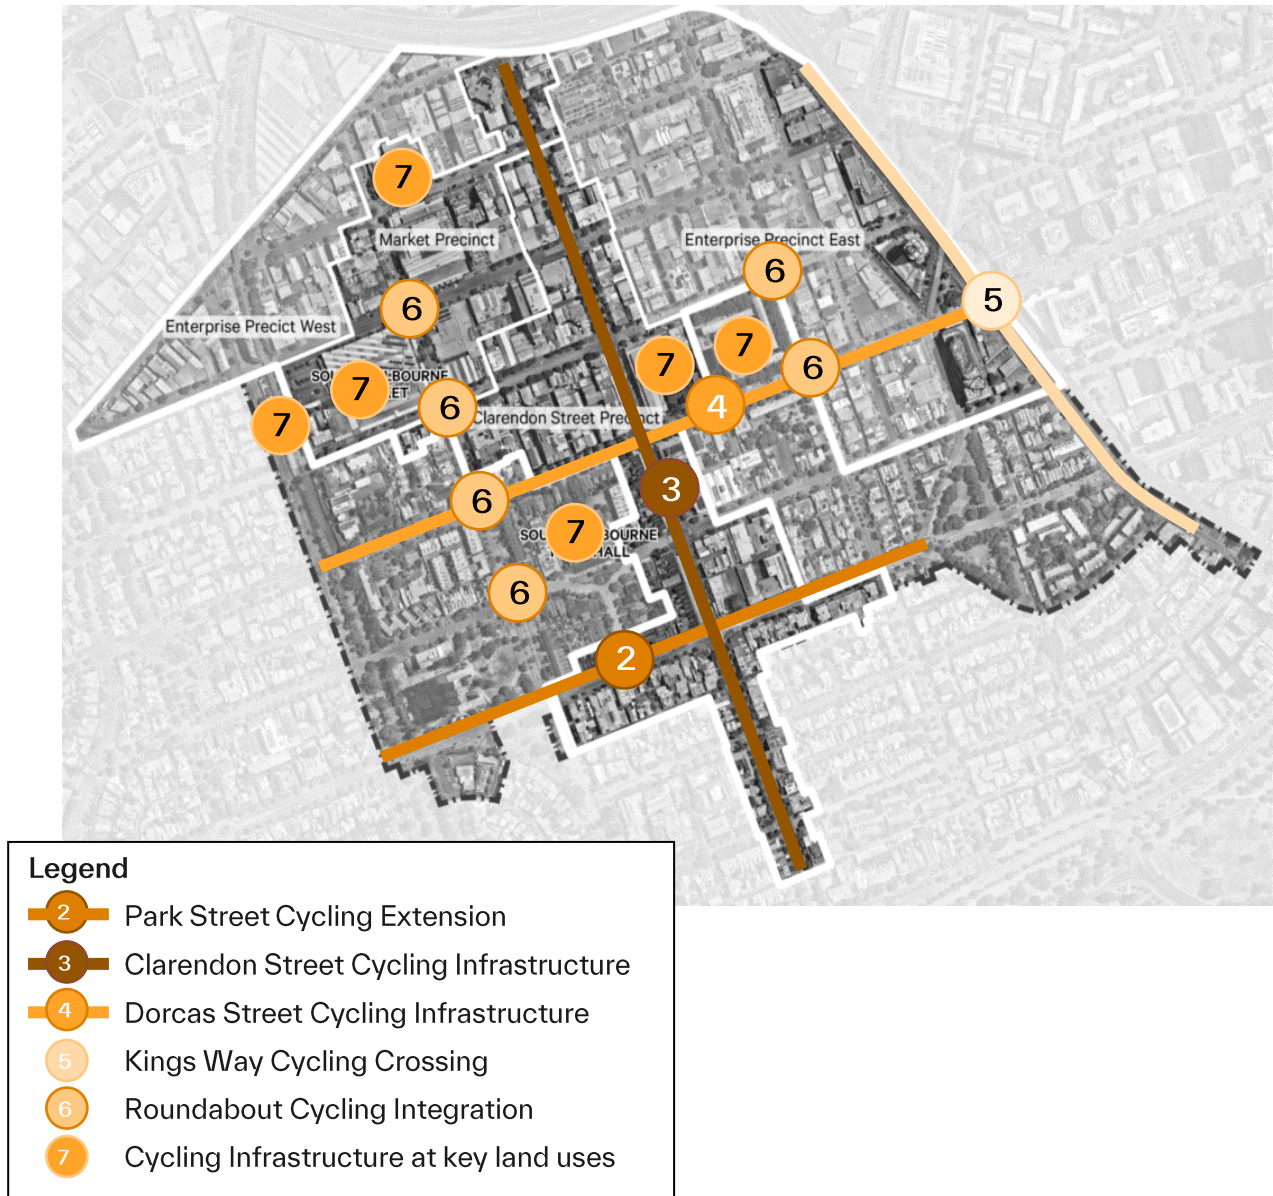 7
Market Precinct
Enterprise Precinct East
6
5
6
Enterprise Precict West
7
7
6
7
6
4
7
Clarendon Street Precinct
3
6
7
6
2
Legend
2 Park Street Cycling Extension
3 Clarendon Street Cycling Infrastructure
4 Dorcas Street Cycling Infrastructure
5 Kings Way Cycling Crossing
6 Roundabout Cycling Integration
7 Cycling Infrastructure at key land uses